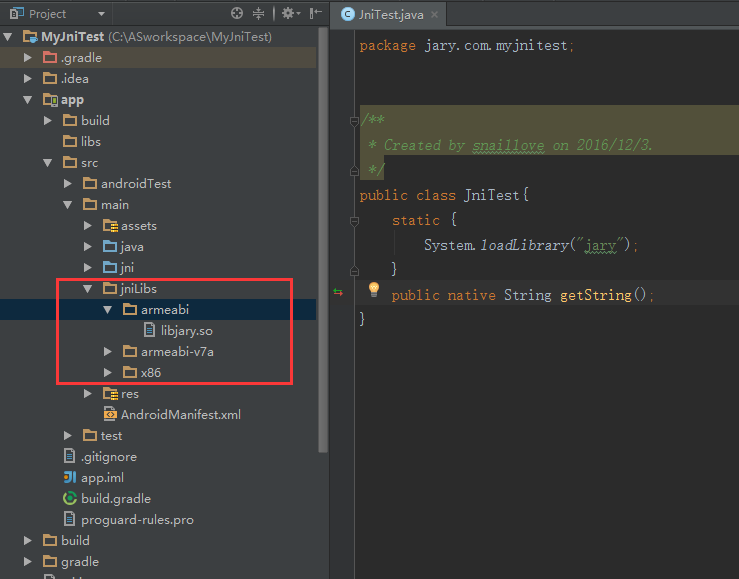 Project
MyJniTest (C:\ASworkspace\MyJniTest)
.gradle
.idea
app
build
libs
src
androidTest
main
assets
java
jni
jniLibs
armeabi
libjary.so
armeabi-v7a
x86
res
AndroidManifest.xml
test
.gitignore
app.iml
build.gradle
proguard-rules.pro
build
gradle
JniTest.java
package jary.com.myjnitest;
/**
* Created by snaillove on 2016/12/3.
*/
public class JniTest{
static {
System.loadLibrary("jary");
}
public native String getString();
}